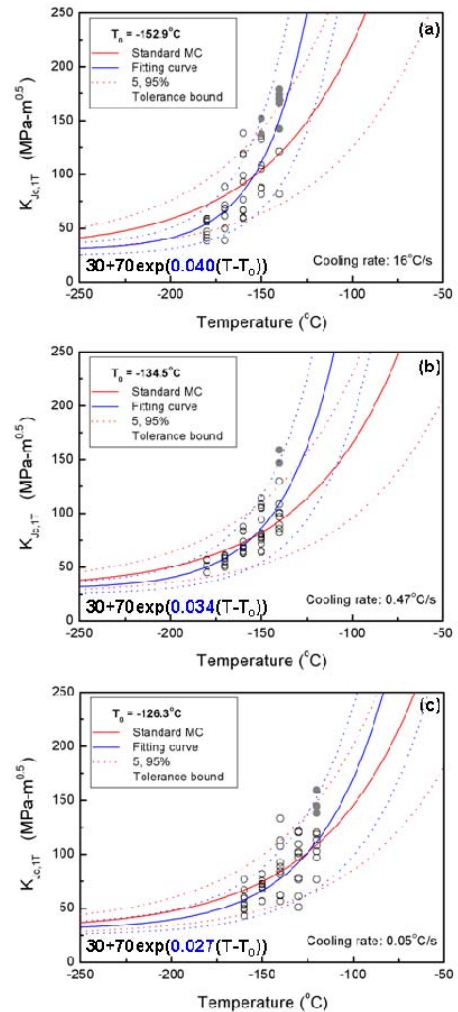 250
(a)
T₀ = -152.9°C
Standard MC
Fitting curve
5, 95%
Tolerance bound
200
150
100
50
0
K_Jc,1T (MPa-m^0.5)
30+70exp(0.040(T-T₀))
Cooling rate: 16°C/s
-250 -200 -150 -100 -50
Temperature (°C)
250
(b)
T₀ = -134.5°C
Standard MC
Fitting curve
5, 95%
Tolerance bound
200
150
100
50
0
K_Jc,1T (MPa-m^0.5)
30+70exp(0.034(T-T₀))
Cooling rate: 0.47°C/s
-250 -200 -150 -100 -50
Temperature (°C)
250
(c)
T₀ = -126.3°C
Standard MC
Fitting curve
5, 95%
Tolerance bound
200
150
100
50
0
K_Jc,1T (MPa-m^0.5)
30+70exp(0.027(T-T₀))
Cooling rate: 0.05°C/s
-250 -200 -150 -100 -50
Temperature (°C)